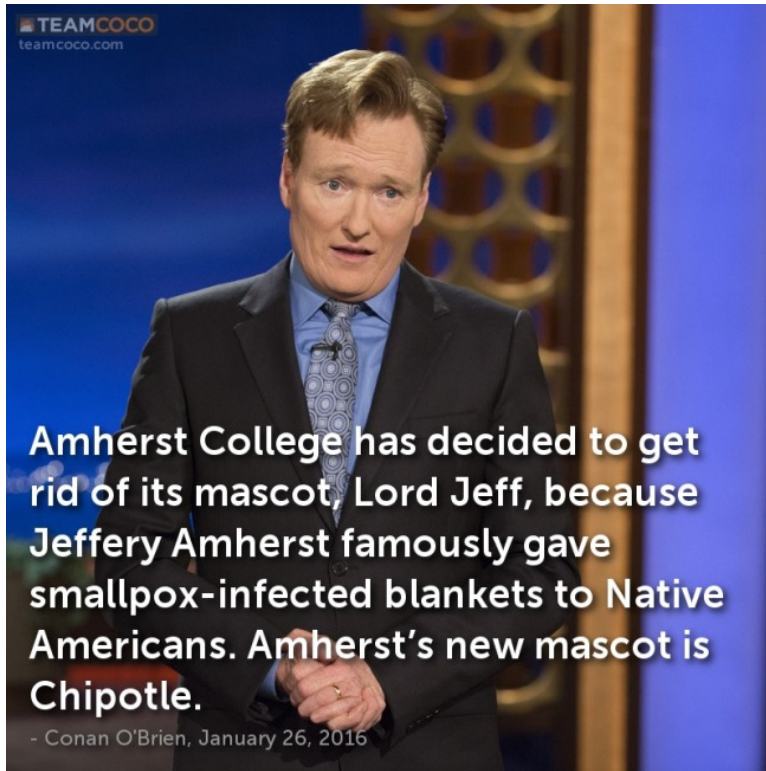 TEAMCOCO
teamcoco.com
Amherst College has decided to get
rid of its mascot, Lord Jeff, because
Jeffery Amherst famously gave
smallpox-infected blankets to Native
Americans. Amherst's new mascot is
Chipotle.
- Conan O'Brien, January 26, 2016